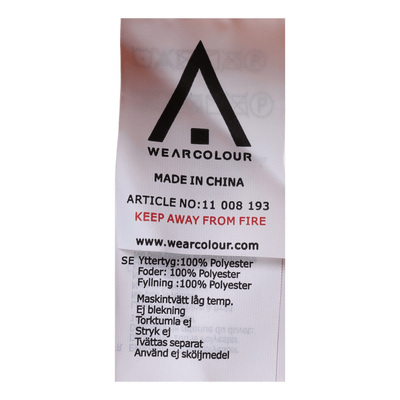 WEARCOLOUR
MADE IN CHINA
ARTICLE NO:11 008 193
KEEP AWAY FROM FIRE
www.wearcolour.com
SE Yttertyg:100% Polyester
Foder: 100% Polyester
Fyllning :100% Polyester
Maskintvätt låg temp.
Ej blekning
Torktumla ej
Stryk ej
Tvättas separat
Använd ej sköljmedel